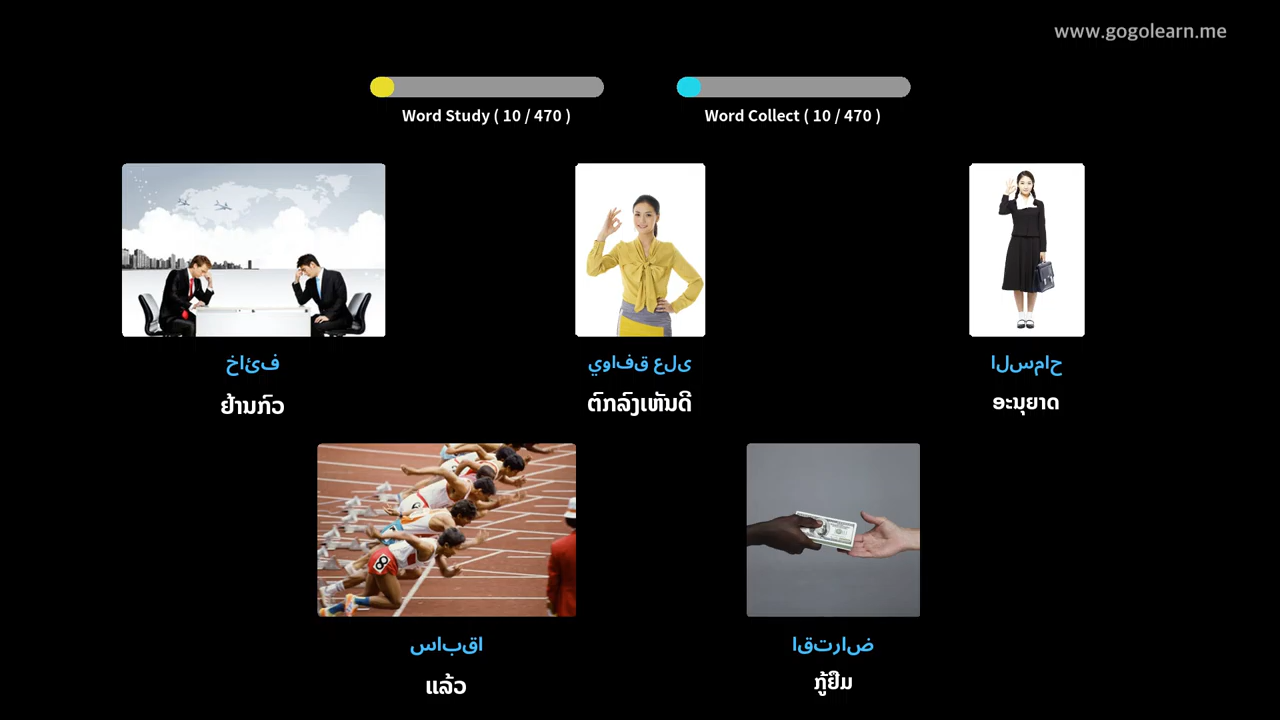 www.gogolearn.me
Word Study ( 10 / 470 )
Word Collect ( 10 / 470 )
خائف
يوافق على
السماح
ຢ້ານກົວ
ຕົກລົງເຫັນດີ
ອະນຸຍາດ
سابقا
اقتراض
ແລ້ວ
ກູ້ຢືມ